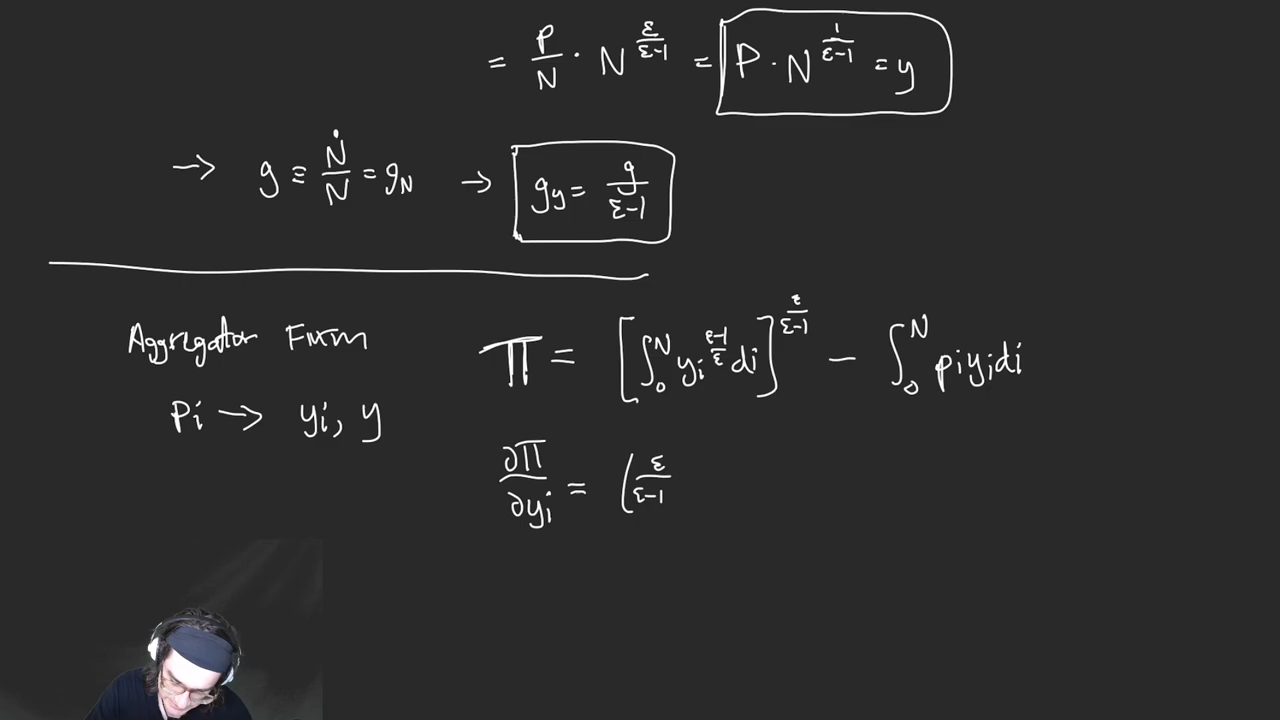 = P/N · N^{ε/(ε-1)} = P · N^{1/(ε-1)} = y
→ g ≡ Ṅ/N = g_N → g_y = g/(ε-1)
Aggregator Firm
π = [∫_0^N y_i^{(ε-1)/ε} di]^{ε/(ε-1)} − ∫_0^N p_i y_i di
p_i → y_i, y
∂π/∂y_i = (ε/(ε-1)